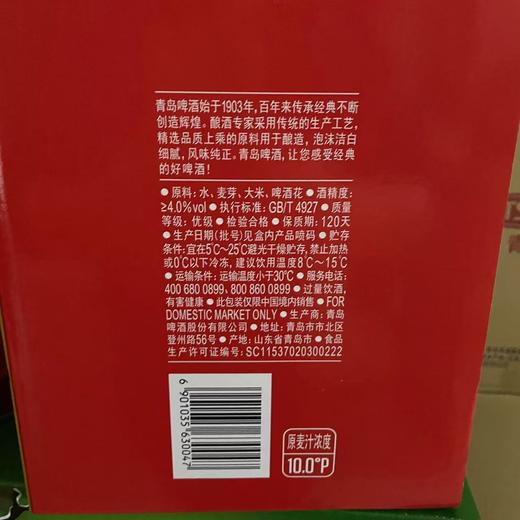 青岛啤酒始于1903年,百年来传承经典不断
创造辉煌。酿酒专家采用传统的生产工艺,
精选品质上乘的原料用于酿造,泡沫洁白
细腻,风味纯正。青岛啤酒,让您感受经典
的好啤酒!
●原料:水、麦芽、大米、啤酒花●酒精度:
≥4.0%vol●执行标准:GB/T 4927●质量
等级:优级●检验合格●保质期:120天
●生产日期(批号)见盒内产品喷码●贮存
条件:宜在5℃~25℃避光干燥贮存,禁止加热
或0℃以下冷冻,建议饮用温度8℃~15℃
●运输条件:运输温度小于30℃●服务电话:
400 680 0899、800 860 0899●过量饮酒,
有害健康●此包装仅限中国境内销售●FOR
DOMESTIC MARKET ONLY●生产商:青岛
啤酒股份有限公司●地址:青岛市市北区
登州路56号●产地:山东省青岛市●食品
生产许可证编号:SC11537020300222
6 901035 630047
原麦汁浓度
10.0°P